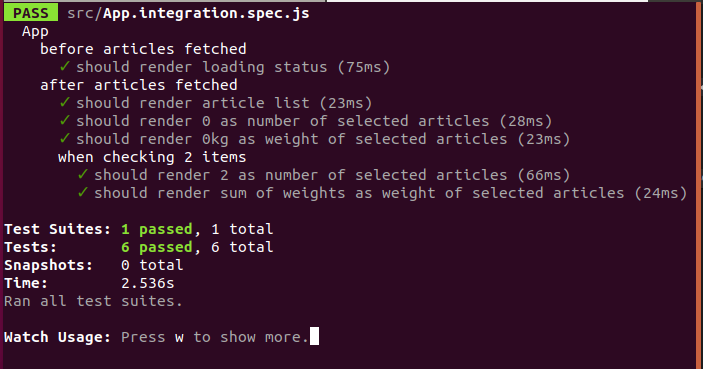 PASS src/App.integration.spec.js
App
before articles fetched
✓ should render loading status (75ms)
after articles fetched
✓ should render article list (23ms)
✓ should render 0 as number of selected articles (28ms)
✓ should render 0kg as weight of selected articles (23ms)
when checking 2 items
✓ should render 2 as number of selected articles (66ms)
✓ should render sum of weights as weight of selected articles (24ms)
Test Suites: 1 passed, 1 total
Tests: 6 passed, 6 total
Snapshots: 0 total
Time: 2.536s
Ran all test suites.
Watch Usage: Press w to show more.